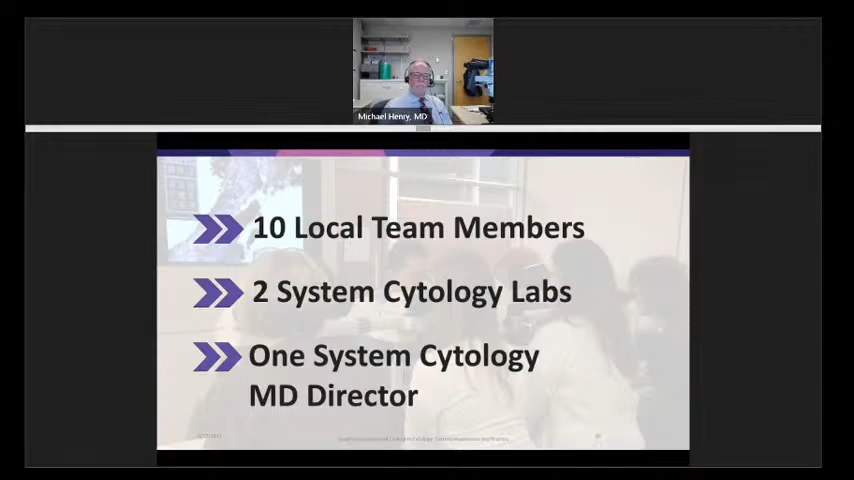 Michael Henry, MD
10 Local Team Members
2 System Cytology Labs
One System Cytology
MD Director